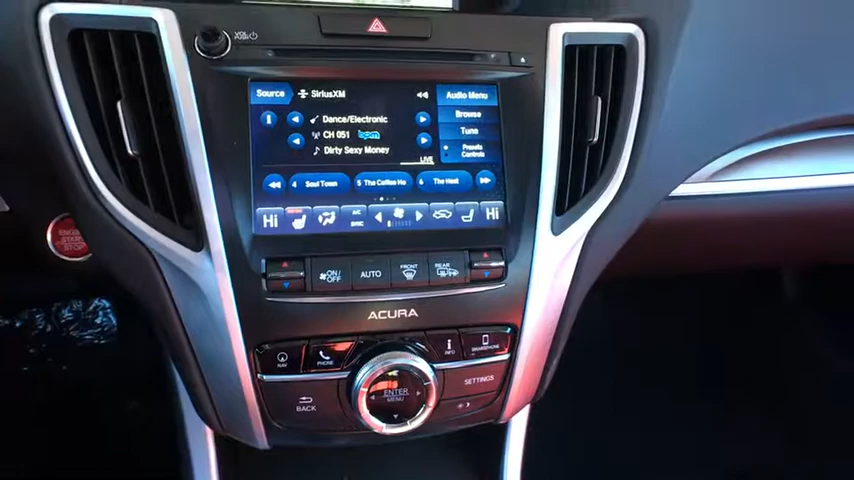 VOL
PUSH
Source
SiriusXM
Audio Menu
i
Dance/Electronic
Browse
CH 051 bpm
Tune
Dirty Sexy Money
Presets
Controls
LIVE
4 Soul Town
5 The Coffee Ho
6 The Heat
Hi
A/C
SYNC
Hi
ENGINE
START
STOP
ON/
OFF
AUTO
FRONT
REAR
ACURA
NAV
PHONE
i
INFO
SMARTPHONE
ENTER
MENU
SETTINGS
BACK